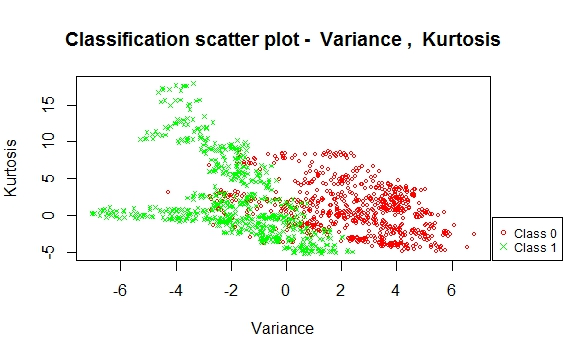 Classification scatter plot -  Variance ,  Kurtosis
Kurtosis
15
10
5
0
-5
-6 -4 -2 0 2 4 6
Variance
Class 0
Class 1